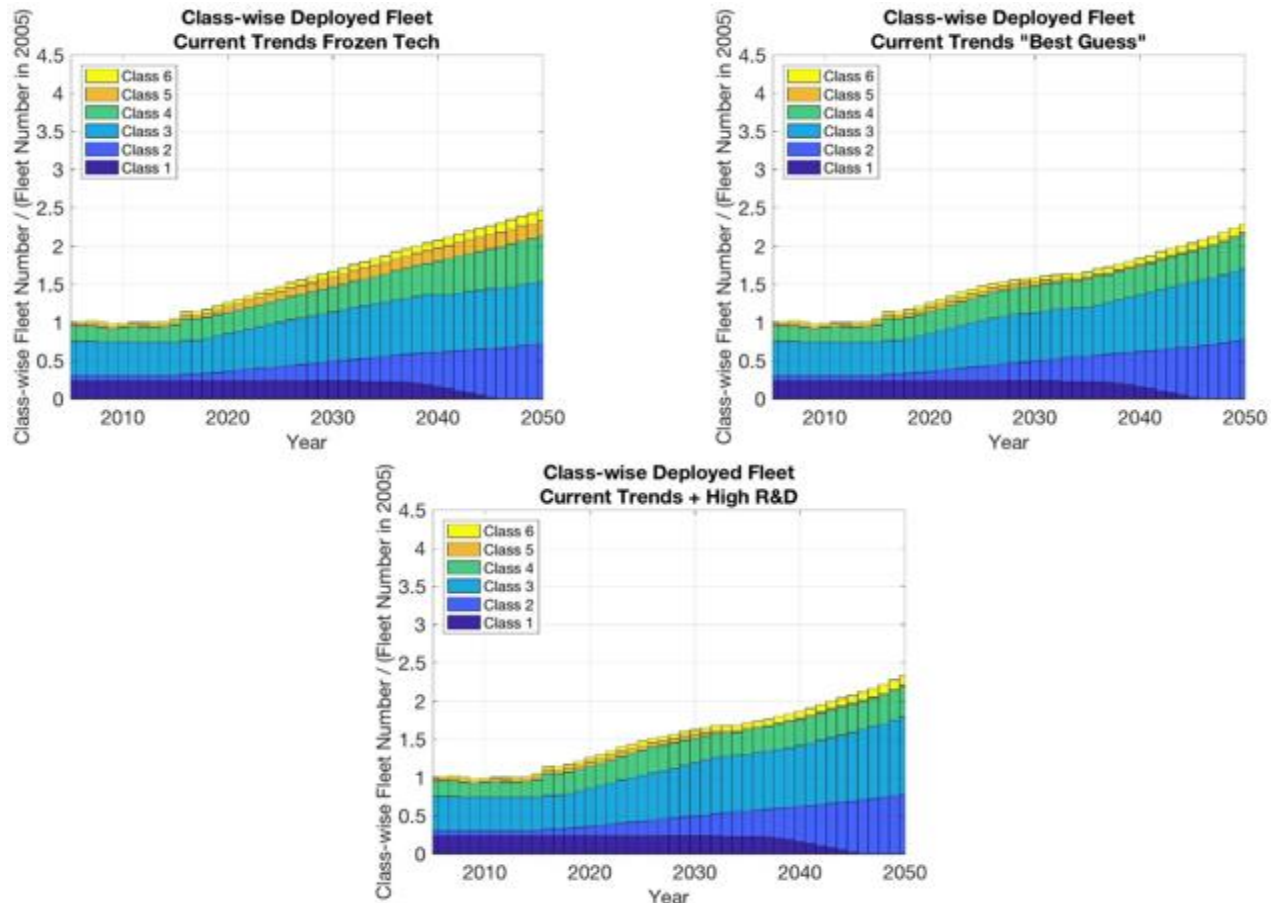 Class-wise Deployed Fleet
Current Trends Frozen Tech
Class-wise Fleet Number / (Fleet Number in 2005)
4.5
4
3.5
3
2.5
2
1.5
1
0.5
0
Class 6
Class 5
Class 4
Class 3
Class 2
Class 1
2010 2020 2030 2040 2050
Year
Class-wise Deployed Fleet
Current Trends "Best Guess"
Class-wise Fleet Number / (Fleet Number in 2005)
4.5
4
3.5
3
2.5
2
1.5
1
0.5
0
Class 6
Class 5
Class 4
Class 3
Class 2
Class 1
2010 2020 2030 2040 2050
Year
Class-wise Deployed Fleet
Current Trends + High R&D
Class-wise Fleet Number / (Fleet Number in 2005)
4.5
4
3.5
3
2.5
2
1.5
1
0.5
0
Class 6
Class 5
Class 4
Class 3
Class 2
Class 1
2010 2020 2030 2040 2050
Year